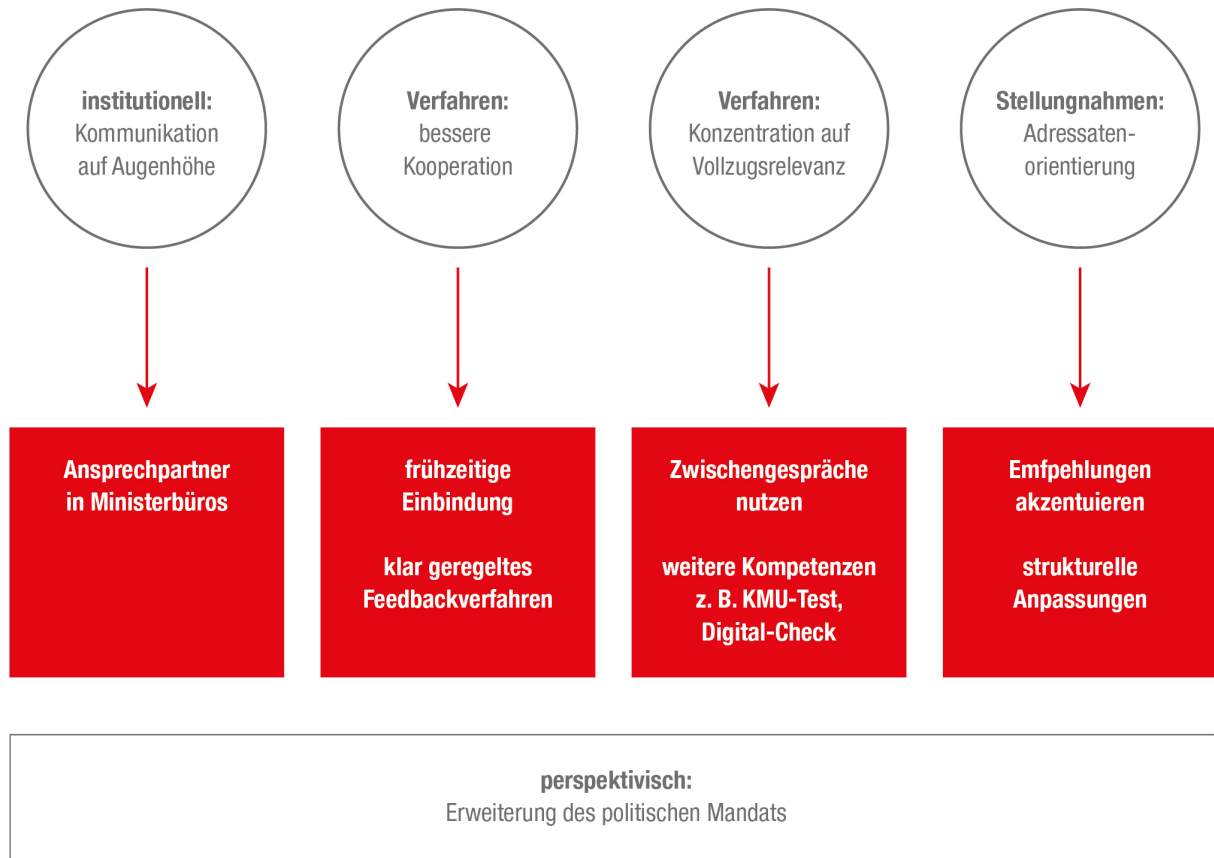 institutionell:
Kommunikation
auf Augenhöhe
Verfahren:
bessere
Kooperation
Verfahren:
Konzentration auf
Vollzugsrelevanz
Stellungnahmen:
Adressaten-
orientierung
Ansprechpartner
in Ministerbüros
frühzeitige
Einbindung
klar geregeltes
Feedbackverfahren
Zwischengespräche
nutzen
weitere Kompetenzen
z. B. KMU-Test,
Digital-Check
Emfpehlungen
akzentuieren
strukturelle
Anpassungen
perspektivisch:
Erweiterung des politischen Mandats